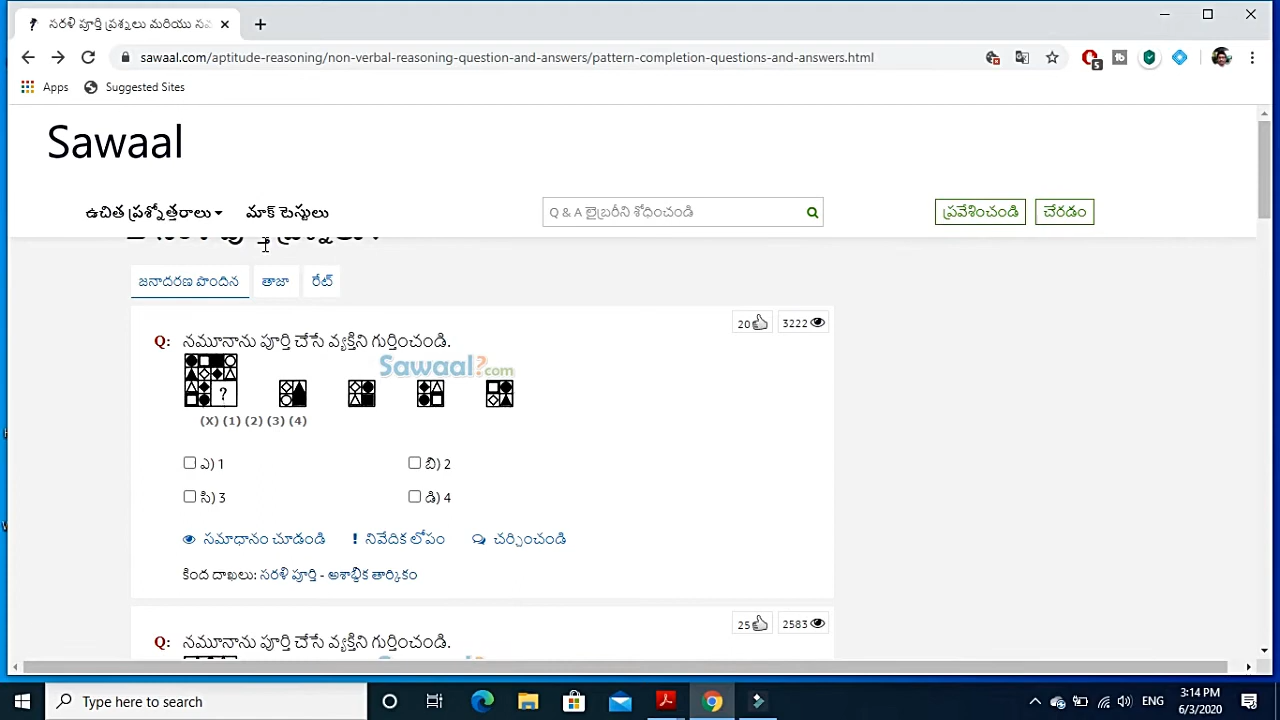 సరళి పూర్తి ప్రశ్నలు మరియు సమ
sawaal.com/aptitude-reasoning/non-verbal-reasoning-question-and-answers/pattern-completion-questions-and-answers.html
5
Apps Suggested Sites
Sawaal
ఉచిత ప్రశ్నోత్తరాలు మాక్ టెస్టులు Q & A లైబ్రరీని శోధించండి ప్రవేశించండి చేరడం
జనాదరణ పొందిన తాజా రేట్
20 3222
Q: నమూనాను పూర్తి చేసే వ్యక్తిని గుర్తించండి.
Sawaal?.com
?
(X) (1) (2) (3) (4)
ఎ) 1 బి) 2
సి) 3 డి) 4
సమాధానం చూడండి ! నివేదిక లోపం చర్చించండి
కింద దాఖలు: సరళి పూర్తి - అశాబ్దిక తార్కికం
25 2583
Q: నమూనాను పూర్తి చేసే వ్యక్తిని గుర్తించండి.
Type here to search
ENG
3:14 PM
6/3/2020